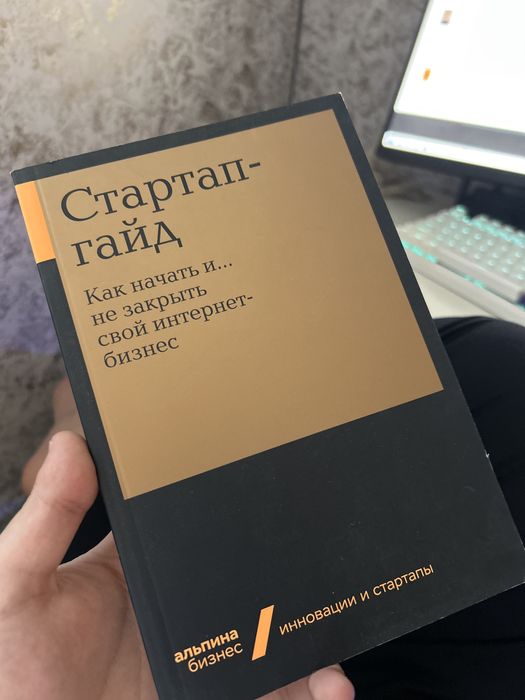 Стартап-
гайд
Как начать и...
не закрыть
свой интернет-
бизнес
альпина
бизнес
инновации и стартапы